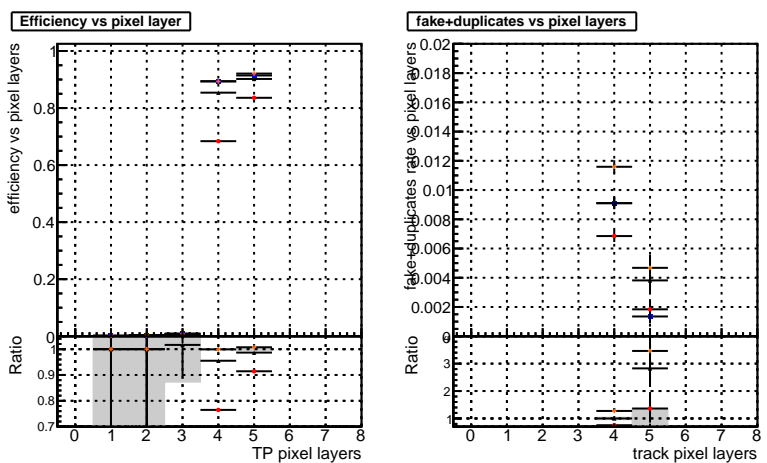 Efficiency vs pixel layer
efficiency vs pixel layers
1
0.8
0.6
0.4
0.2
0
Ratio
1
0.9
0.8
0.7
0 1 2 3 4 5 6 7 8
TP pixel layers
fake+duplicates vs pixel layers
fake+duplicates rate vs pixel layers
0.02
0.018
0.016
0.014
0.012
0.01
0.008
0.006
0.004
0.002
0
Ratio
3
2
1
0 1 2 3 4 5 6 7 8
track pixel layers